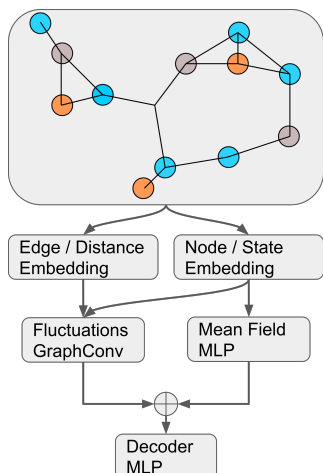 Edge / Distance
Embedding
Node / State
Embedding
Fluctuations
GraphConv
Mean Field
MLP
Decoder
MLP